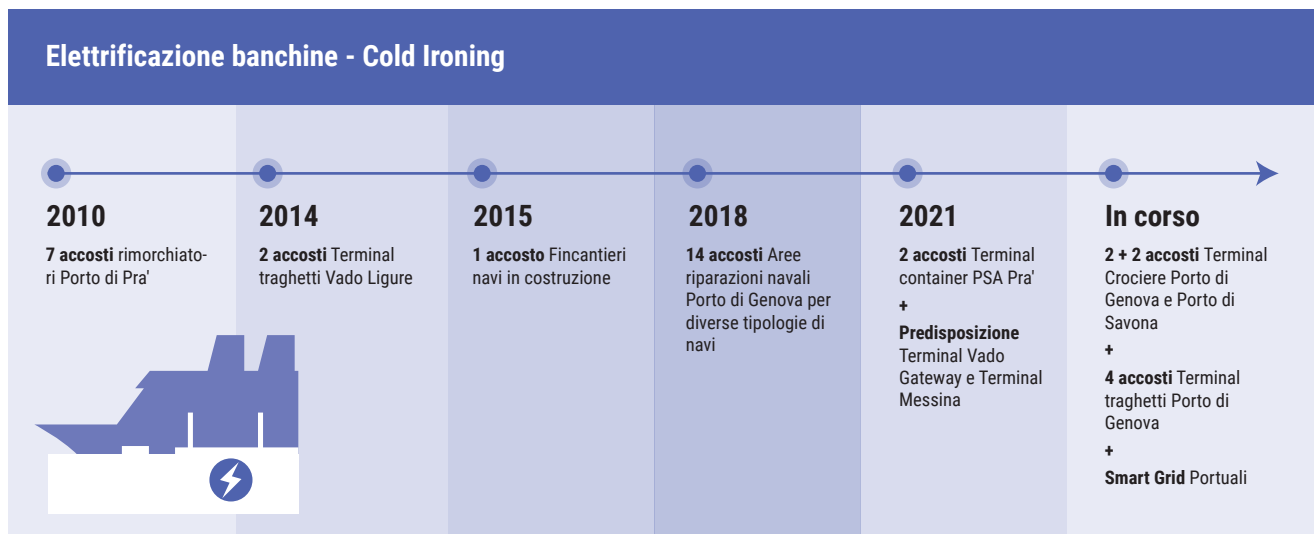 Elettrificazione banchine - Cold Ironing
2010
7 accosti rimorchiato-
ri Porto di Pra'
2014
2 accosti Terminal
traghetti Vado Ligure
2015
1 accosto Fincantieri
navi in costruzione
2018
14 accosti Aree
riparazioni navali
Porto di Genova per
diverse tipologie di
navi
2021
2 accosti Terminal
container PSA Pra'
+
Predisposizione
Terminal Vado
Gateway e Terminal
Messina
In corso
2 + 2 accosti Terminal
Crociere Porto di
Genova e Porto di
Savona
+
4 accosti Terminal
traghetti Porto di
Genova
+
Smart Grid Portuali